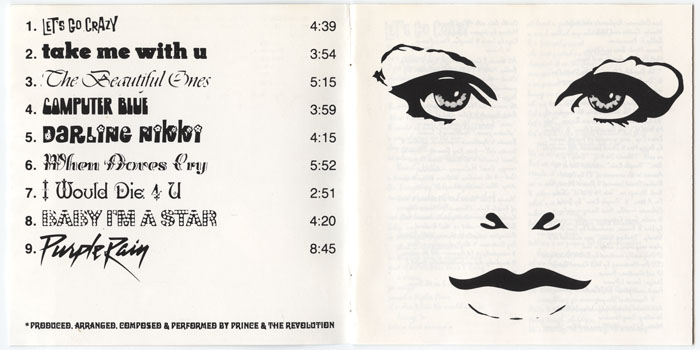 1. LET'S GO CRAZY 4:39
2. take me with u 3:54
3. The Beautiful Ones 5:15
4. COMPUTER BLUE 3:59
5. DARLING NIKKI 4:15
6. When Doves Cry 5:52
7. I Would Die 4 U 2:51
8. BABY I'M A STAR 4:20
9. Purple Rain 8:45
* PRODUCED, ARRANGED, COMPOSED & PERFORMED BY PRINCE & THE REVOLUTION